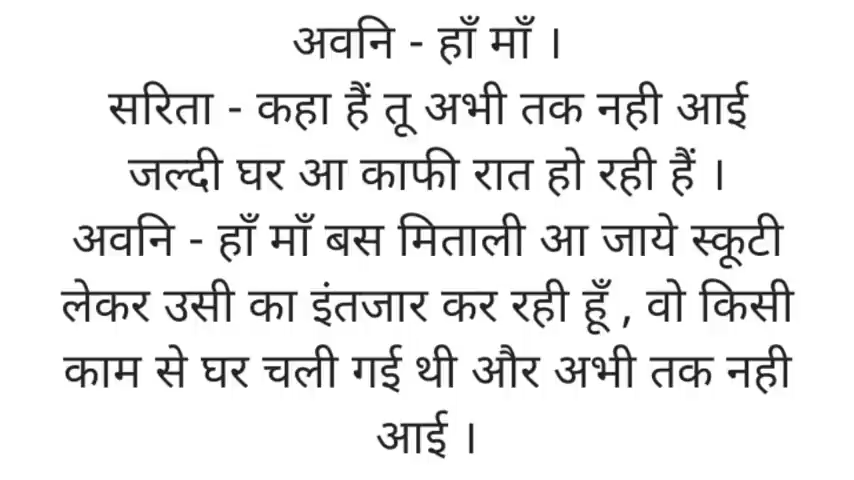 अवनि - हाँ माँ ।
सरिता - कहा हैं तू अभी तक नही आई
जल्दी घर आ काफी रात हो रही हैं ।
अवनि - हाँ माँ बस मिताली आ जाये स्कूटी
लेकर उसी का इंतजार कर रही हूँ , वो किसी
काम से घर चली गई थी और अभी तक नही
आई ।